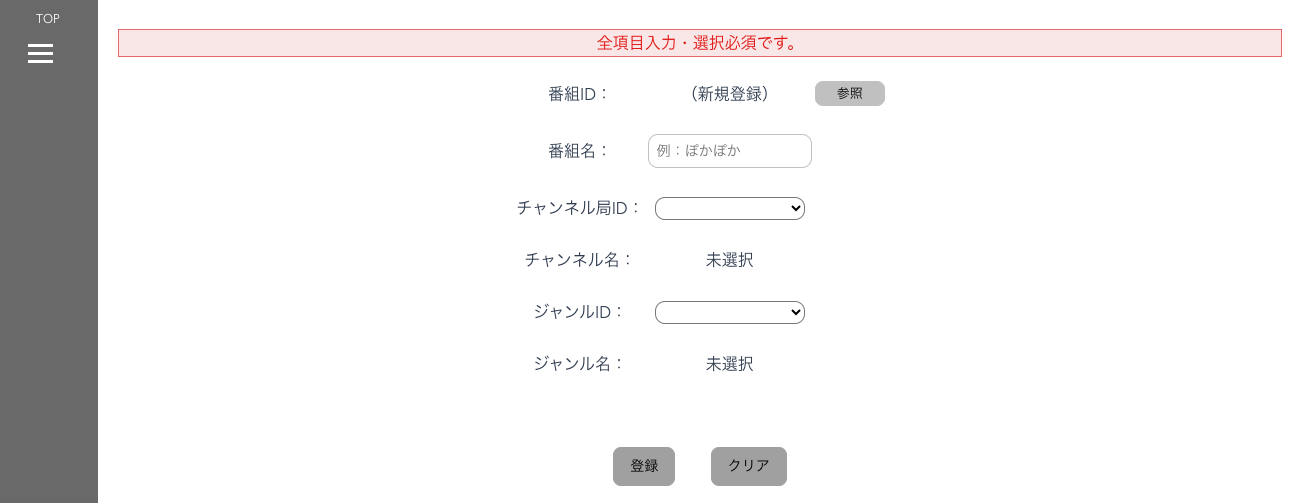 TOP
全項目入力・選択必須です。
番組ID： （新規登録） 参照
番組名： 例：ぽかぽか
チャンネル局ID：
チャンネル名： 未選択
ジャンルID：
ジャンル名： 未選択
登録 クリア